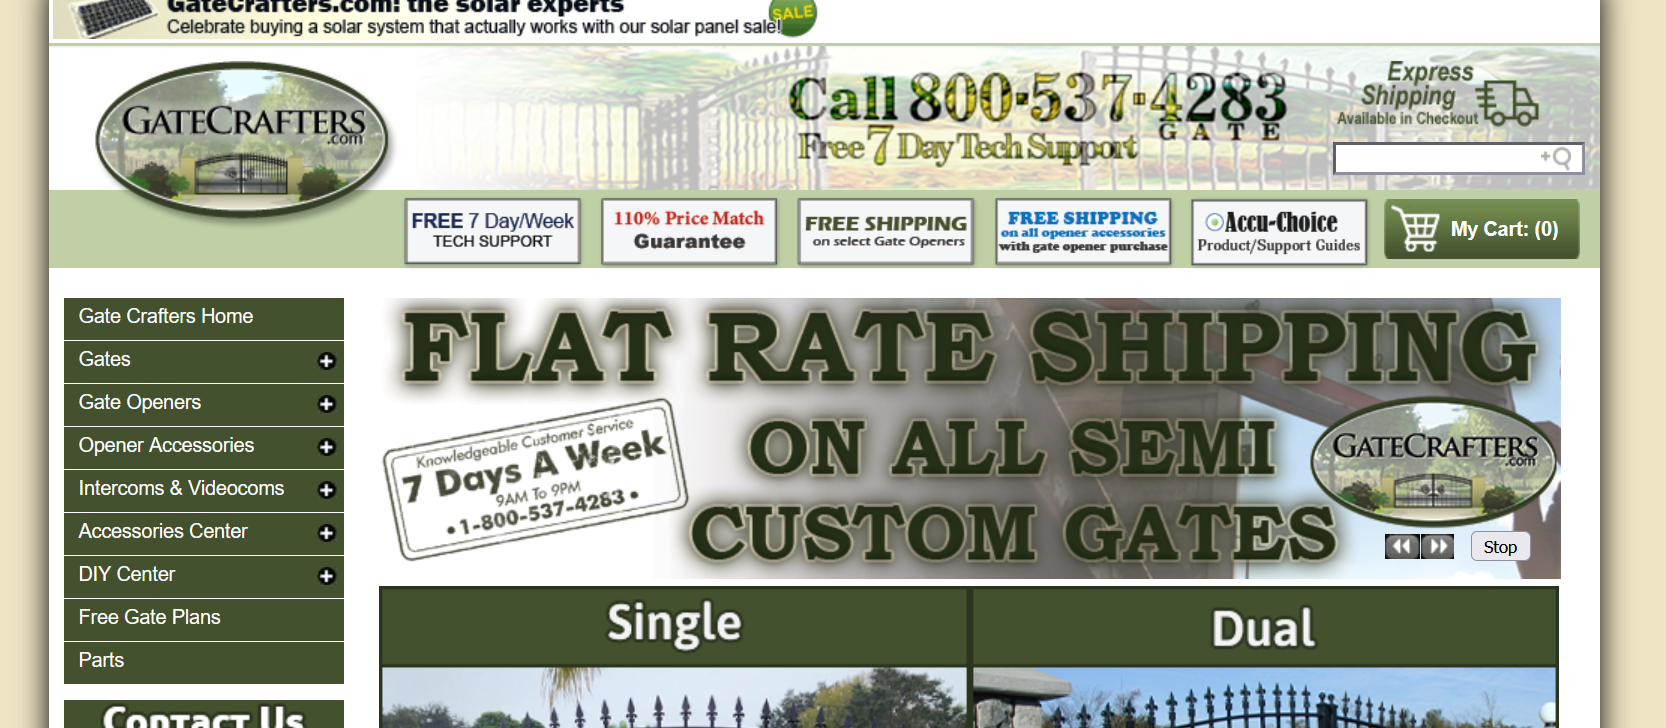 GateCrafters.com: the solar experts
Celebrate buying a solar system that actually works with our solar panel sale!
SALE
GATECRAFTERS
.com
Call 800-537-4283
GATE
Free 7 Day Tech Support
Express
Shipping
Available in Checkout
FREE 7 Day/Week
TECH SUPPORT
110% Price Match
Guarantee
FREE SHIPPING
on select Gate Openers
FREE SHIPPING
on all opener accessories
with gate opener purchase
Accu-Choice
Product/Support Guides
My Cart: (0)
Gate Crafters Home
Gates
Gate Openers
Opener Accessories
Intercoms & Videocoms
Accessories Center
DIY Center
Free Gate Plans
Parts
Contact Us
FLAT RATE SHIPPING
ON ALL SEMI
CUSTOM GATES
Knowledgeable Customer Service
7 Days A Week
9AM To 9PM
•1-800-537-4283•
GATECRAFTERS
.com
Stop
Single
Dual